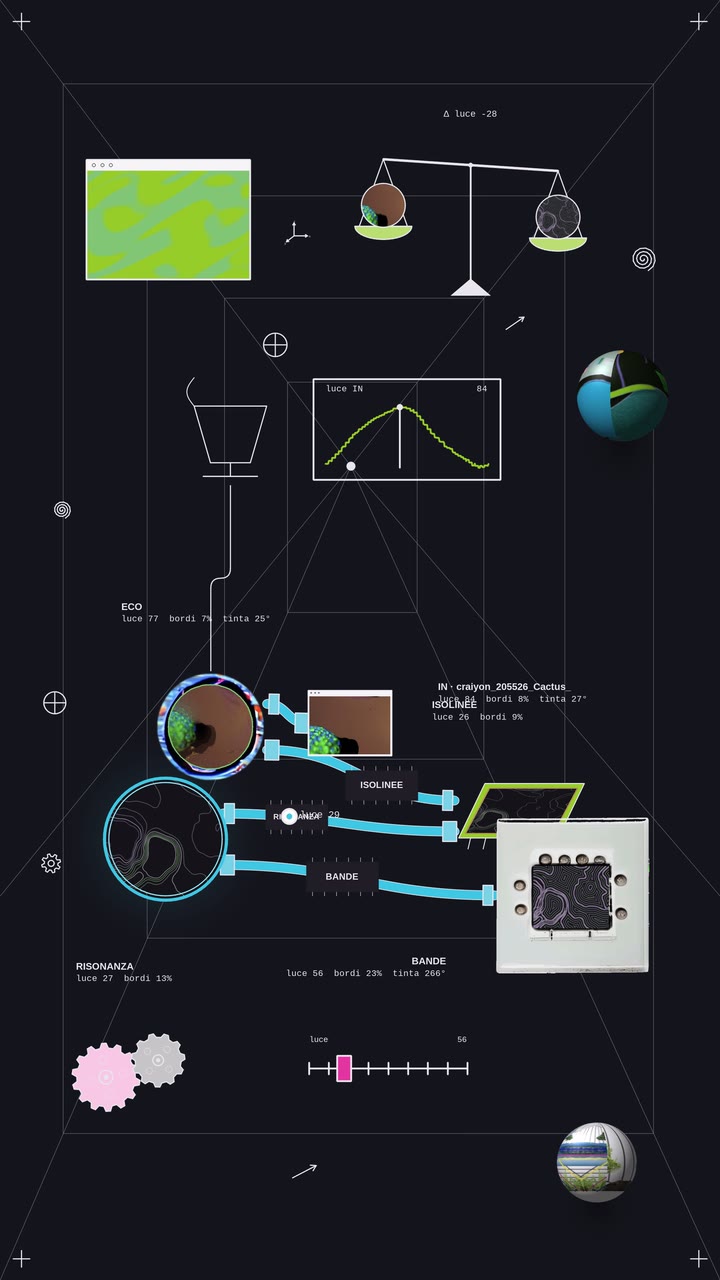 Δ luce -28
luce IN 84
ECO
luce 77 bordi 7% tinta 25°
IN · craiyon_205526_Cactus_
luce 84 bordi 8% tinta 27°
ISOLINEE
luce 26 bordi 9%
ISOLINEE
luce 29
BANDE
RISONANZA
luce 27 bordi 13%
BANDE
luce 56 bordi 23% tinta 266°
luce 56